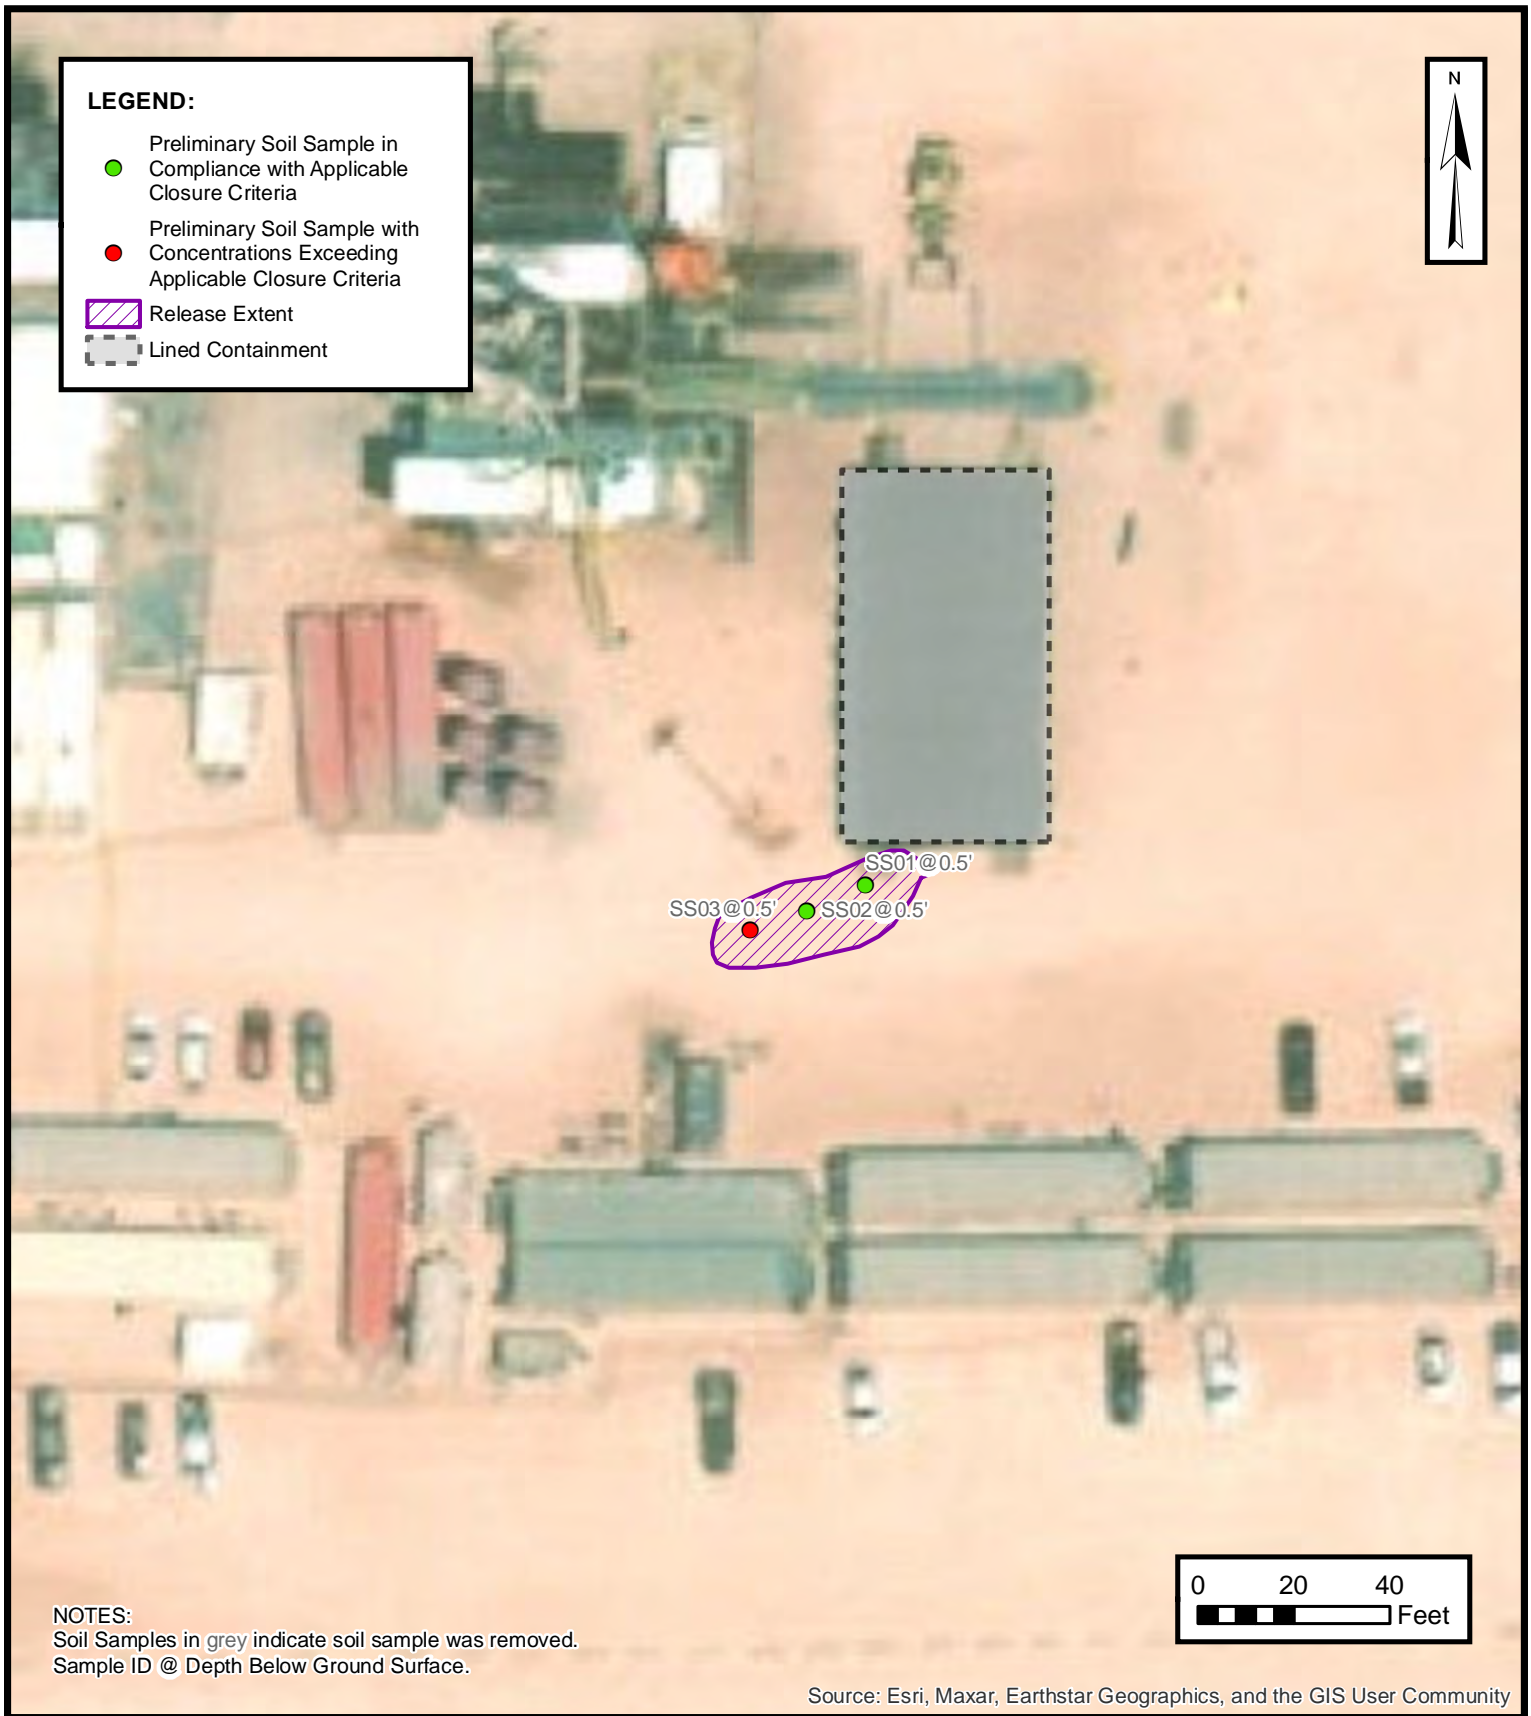 LEGEND:
Preliminary Soil Sample in
Compliance with Applicable
Closure Criteria
Preliminary Soil Sample with
Concentrations Exceeding
Applicable Closure Criteria
Release Extent
Lined Containment
N
SS01@0.5'
SS03@0.5'
SS02@0.5'
0 20 40
Feet
NOTES:
Soil Samples in grey indicate soil sample was removed.
Sample ID @ Depth Below Ground Surface.
Source: Esri, Maxar, Earthstar Geographics, and the GIS User Community